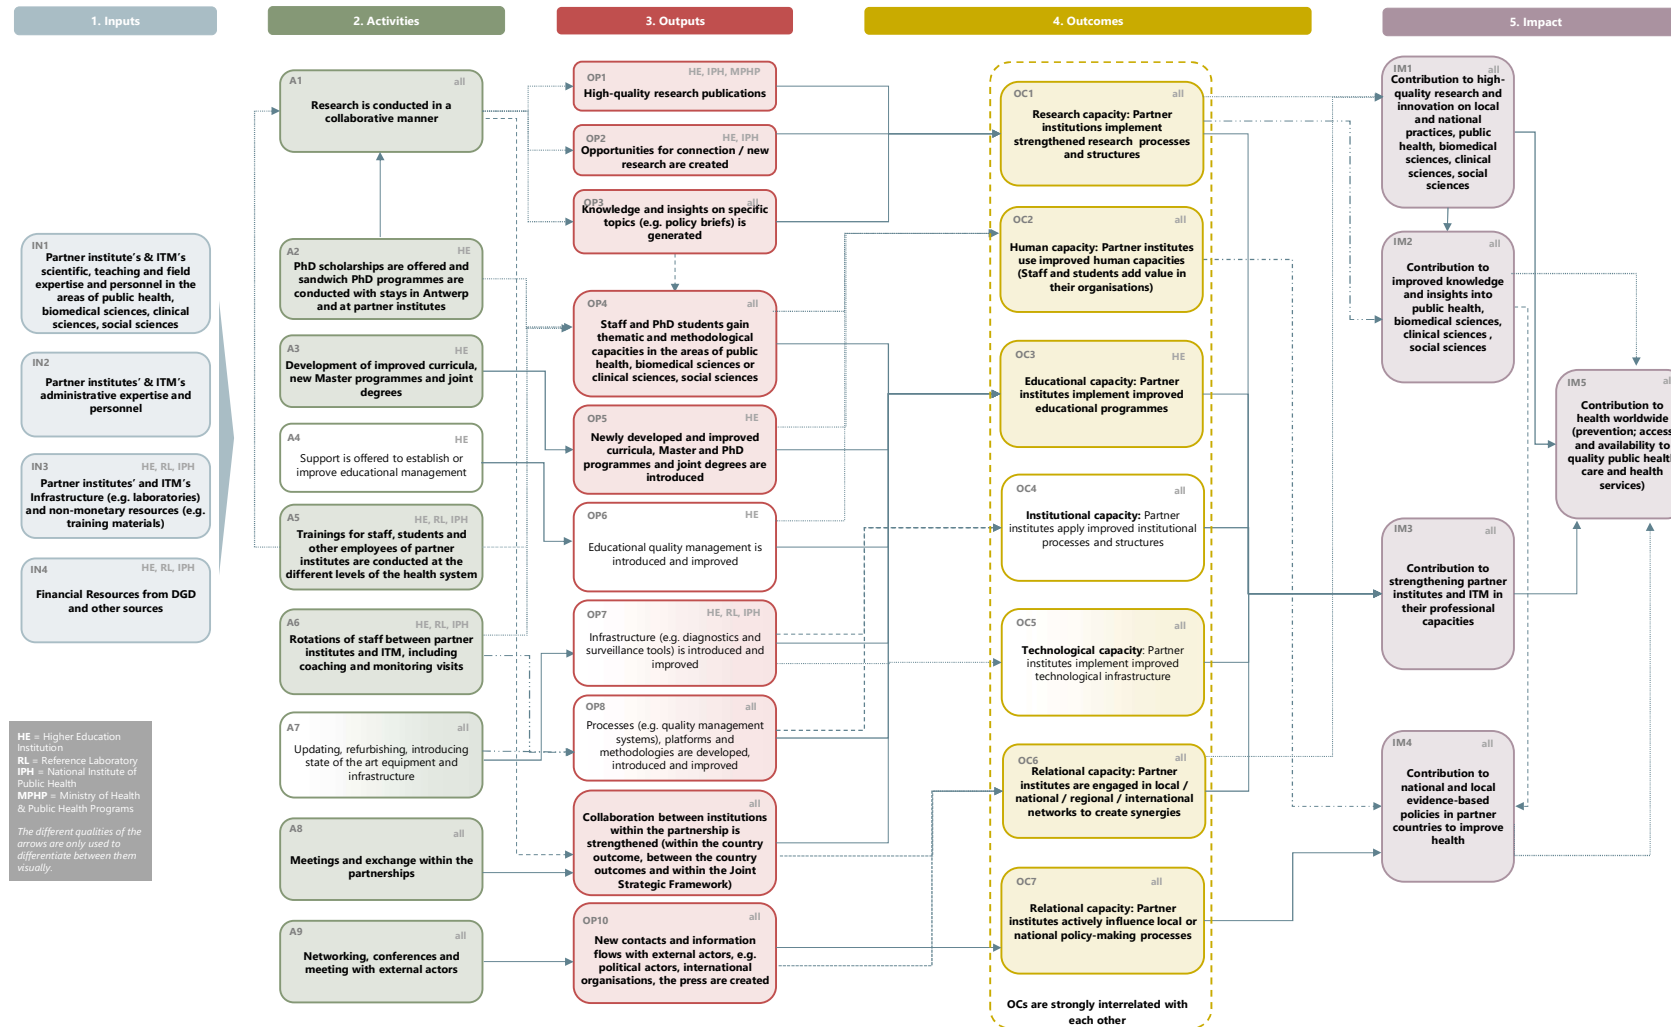 1. Inputs
2. Activities
3. Outputs
4. Outcomes
5. Impact
IN1
Partner institute's & ITM's
scientific, teaching and field
expertise and personnel in the
areas of public health,
biomedical sciences, clinical
sciences, social sciences
IN2
Partner institutes' & ITM's
administrative expertise and
personnel
IN3
HE, RL, IPH
Partner institutes' and ITM's
Infrastructure (e.g. laboratories)
and non-monetary resources (e.g.
training materials)
IN4
HE, RL, IPH
Financial Resources from DGD
and other sources
HE = Higher Education
Institution
RL = Reference Laboratory
IPH = National Institute of
Public Health
MPHP = Ministry of Health
& Public Health Programs
The different qualities of the
arrows are only used to
differentiate between them
visually.
A1
all
Research is conducted in a
collaborative manner
A2
HE
PhD scholarships are offered and
sandwich PhD programmes are
conducted with stays in Antwerp
and at partner institutes
A3
HE
Development of improved curricula,
new Master programmes and joint
degrees
A4
HE
Support is offered to establish or
improve educational management
A5
HE, RL, IPH
Trainings for staff, students and
other employees of partner
institutes are conducted at the
different levels of the health system
A6
HE, RL, IPH
Rotations of staff between partner
institutes and ITM, including
coaching and monitoring visits
A7
all
Updating, refurbishing, introducing
state of the art equipment and
infrastructure
A8
all
Meetings and exchange within the
partnerships
A9
all
Networking, conferences and
meeting with external actors
OP1
HE, IPH, MPHP
High-quality research publications
OP2
HE, IPH
Opportunities for connection / new
research are created
OP3
all
Knowledge and insights on specific
topics (e.g. policy briefs) is
generated
OP4
all
Staff and PhD students gain
thematic and methodological
capacities in the areas of public
health, biomedical sciences or
clinical sciences, social sciences
OP5
HE
Newly developed and improved
curricula, Master and PhD
programmes and joint degrees are
introduced
OP6
HE
Educational quality management is
introduced and improved
OP7
HE, RL, IPH
Infrastructure (e.g. diagnostics and
surveillance tools) is introduced and
improved
OP8
all
Processes (e.g. quality management
systems), platforms and
methodologies are developed,
introduced and improved
all
Collaboration between institutions
within the partnership is
strengthened (within the country
outcome, between the country
outcomes and within the Joint
Strategic Framework)
OP10
all
New contacts and information
flows with external actors, e.g.
political actors, international
organisations, the press are created
OC1
all
Research capacity: Partner
institutions implement
strengthened research processes
and structures
OC2
all
Human capacity: Partner institutes
use improved human capacities
(Staff and students add value in
their organisations)
OC3
HE
Educational capacity: Partner
institutes implement improved
educational programmes
OC4
all
Institutional capacity: Partner
institutes apply improved institutional
processes and structures
OC5
all
Technological capacity: Partner
institutes implement improved
technological infrastructure
OC6
all
Relational capacity: Partner
institutes are engaged in local /
national / regional / international
networks to create synergies
OC7
all
Relational capacity: Partner
institutes actively influence local or
national policy-making processes
OCs are strongly interrelated with
each other
IM1
all
Contribution to high-
quality research and
innovation on local
and national
practices, public
health, biomedical
sciences, clinical
sciences, social
sciences
IM2
all
Contribution to
improved knowledge
and insights into
public health,
biomedical sciences,
clinical sciences ,
social sciences
IM3
all
Contribution to
strengthening partner
institutes and ITM in
their professional
capacities
IM4
all
Contribution to
national and local
evidence-based
policies in partner
countries to improve
health
IM5
Contribution to
health worldwide
(prevention; access
and availability to
quality public health
care and health
services)